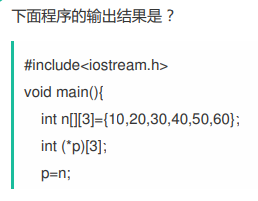 下面程序的输出结果是？
#include<iostream.h>
void main(){
int n[][3]={10,20,30,40,50,60};
int (*p)[3];
p=n;